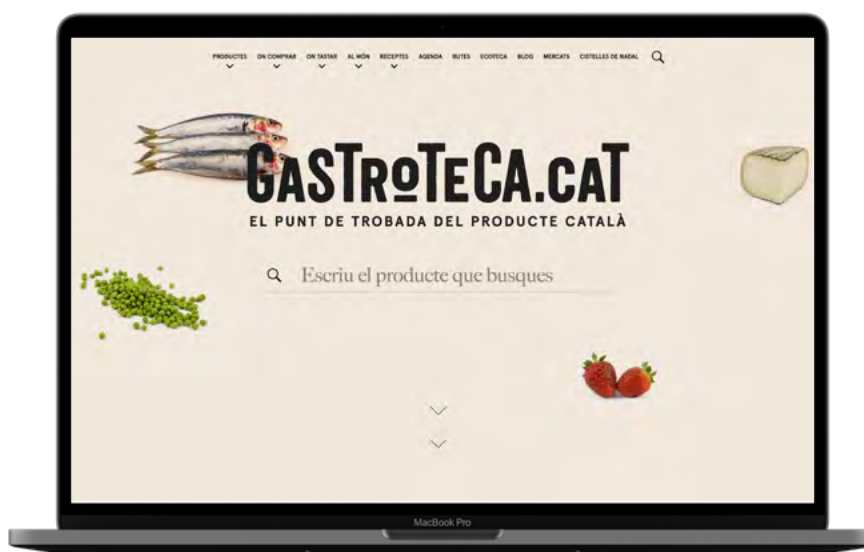 PRODUCTES ON COMPRAR ON TASTAR AL MÓN RECEPTES AGENDA RUTES ECOTECA BLOG MERCATS CISTELLES DE NADAL
GASTROTECA.CAT
EL PUNT DE TROBADA DEL PRODUCTE CATALÀ
Escriu el producte que busques
MacBook Pro